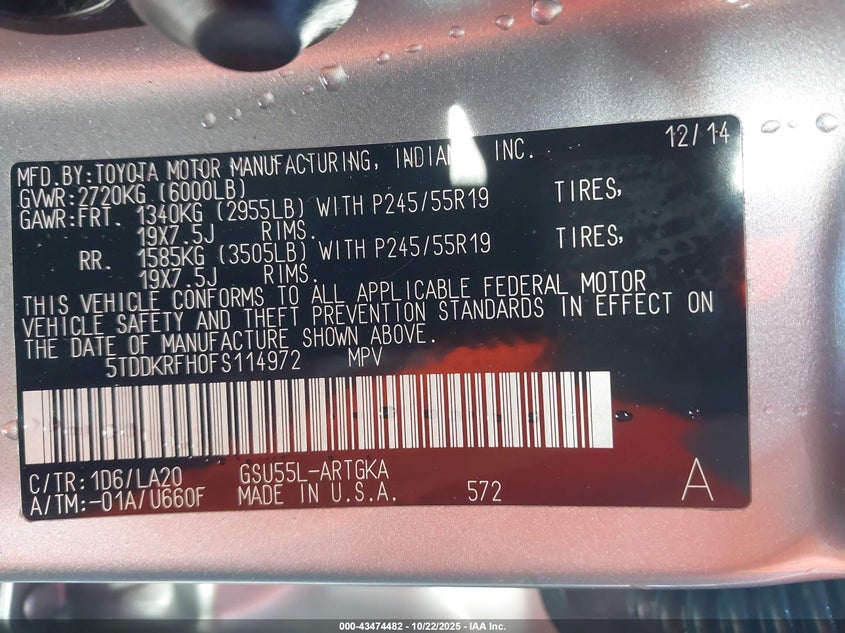 12/14
MFD.BY:TOYOTA MOTOR MANUFACTURING, INDIANA, INC.
GVWR:2720KG (6000LB)
GAWR:FRT. 1340KG (2955LB) WITH P245/55R19 TIRES,
19X7.5J RIMS.
RR. 1585KG (3505LB) WITH P245/55R19 TIRES,
19X7.5J RIMS.
THIS VEHICLE CONFORMS TO ALL APPLICABLE FEDERAL MOTOR
VEHICLE SAFETY AND THEFT PREVENTION STANDARDS IN EFFECT ON
THE DATE OF MANUFACTURE SHOWN ABOVE.
5TDDKRFH0FS114972 MPV
C/TR:1D6/LA20 GSU55L-ARTGKA
A/TM:-01A/U660F MADE IN U.S.A. 572 A
000-43474482 - 10/22/2025 - IAA Inc.